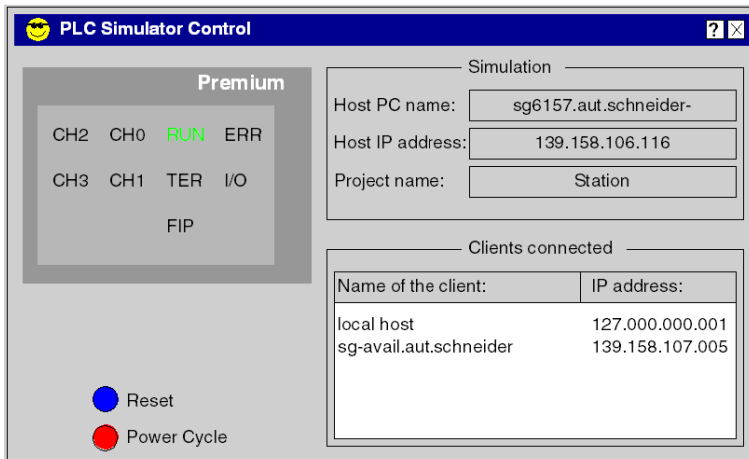 PLC Simulator Control
? X
Premium
CH2 CH0 RUN ERR
CH3 CH1 TER I/O
FIP
Reset
Power Cycle
Simulation
Host PC name: sg6157.aut.schneider-
Host IP address: 139.158.106.116
Project name: Station
Clients connected
Name of the client: IP address:
local host 127.000.000.001
sg-avail.aut.schneider 139.158.107.005